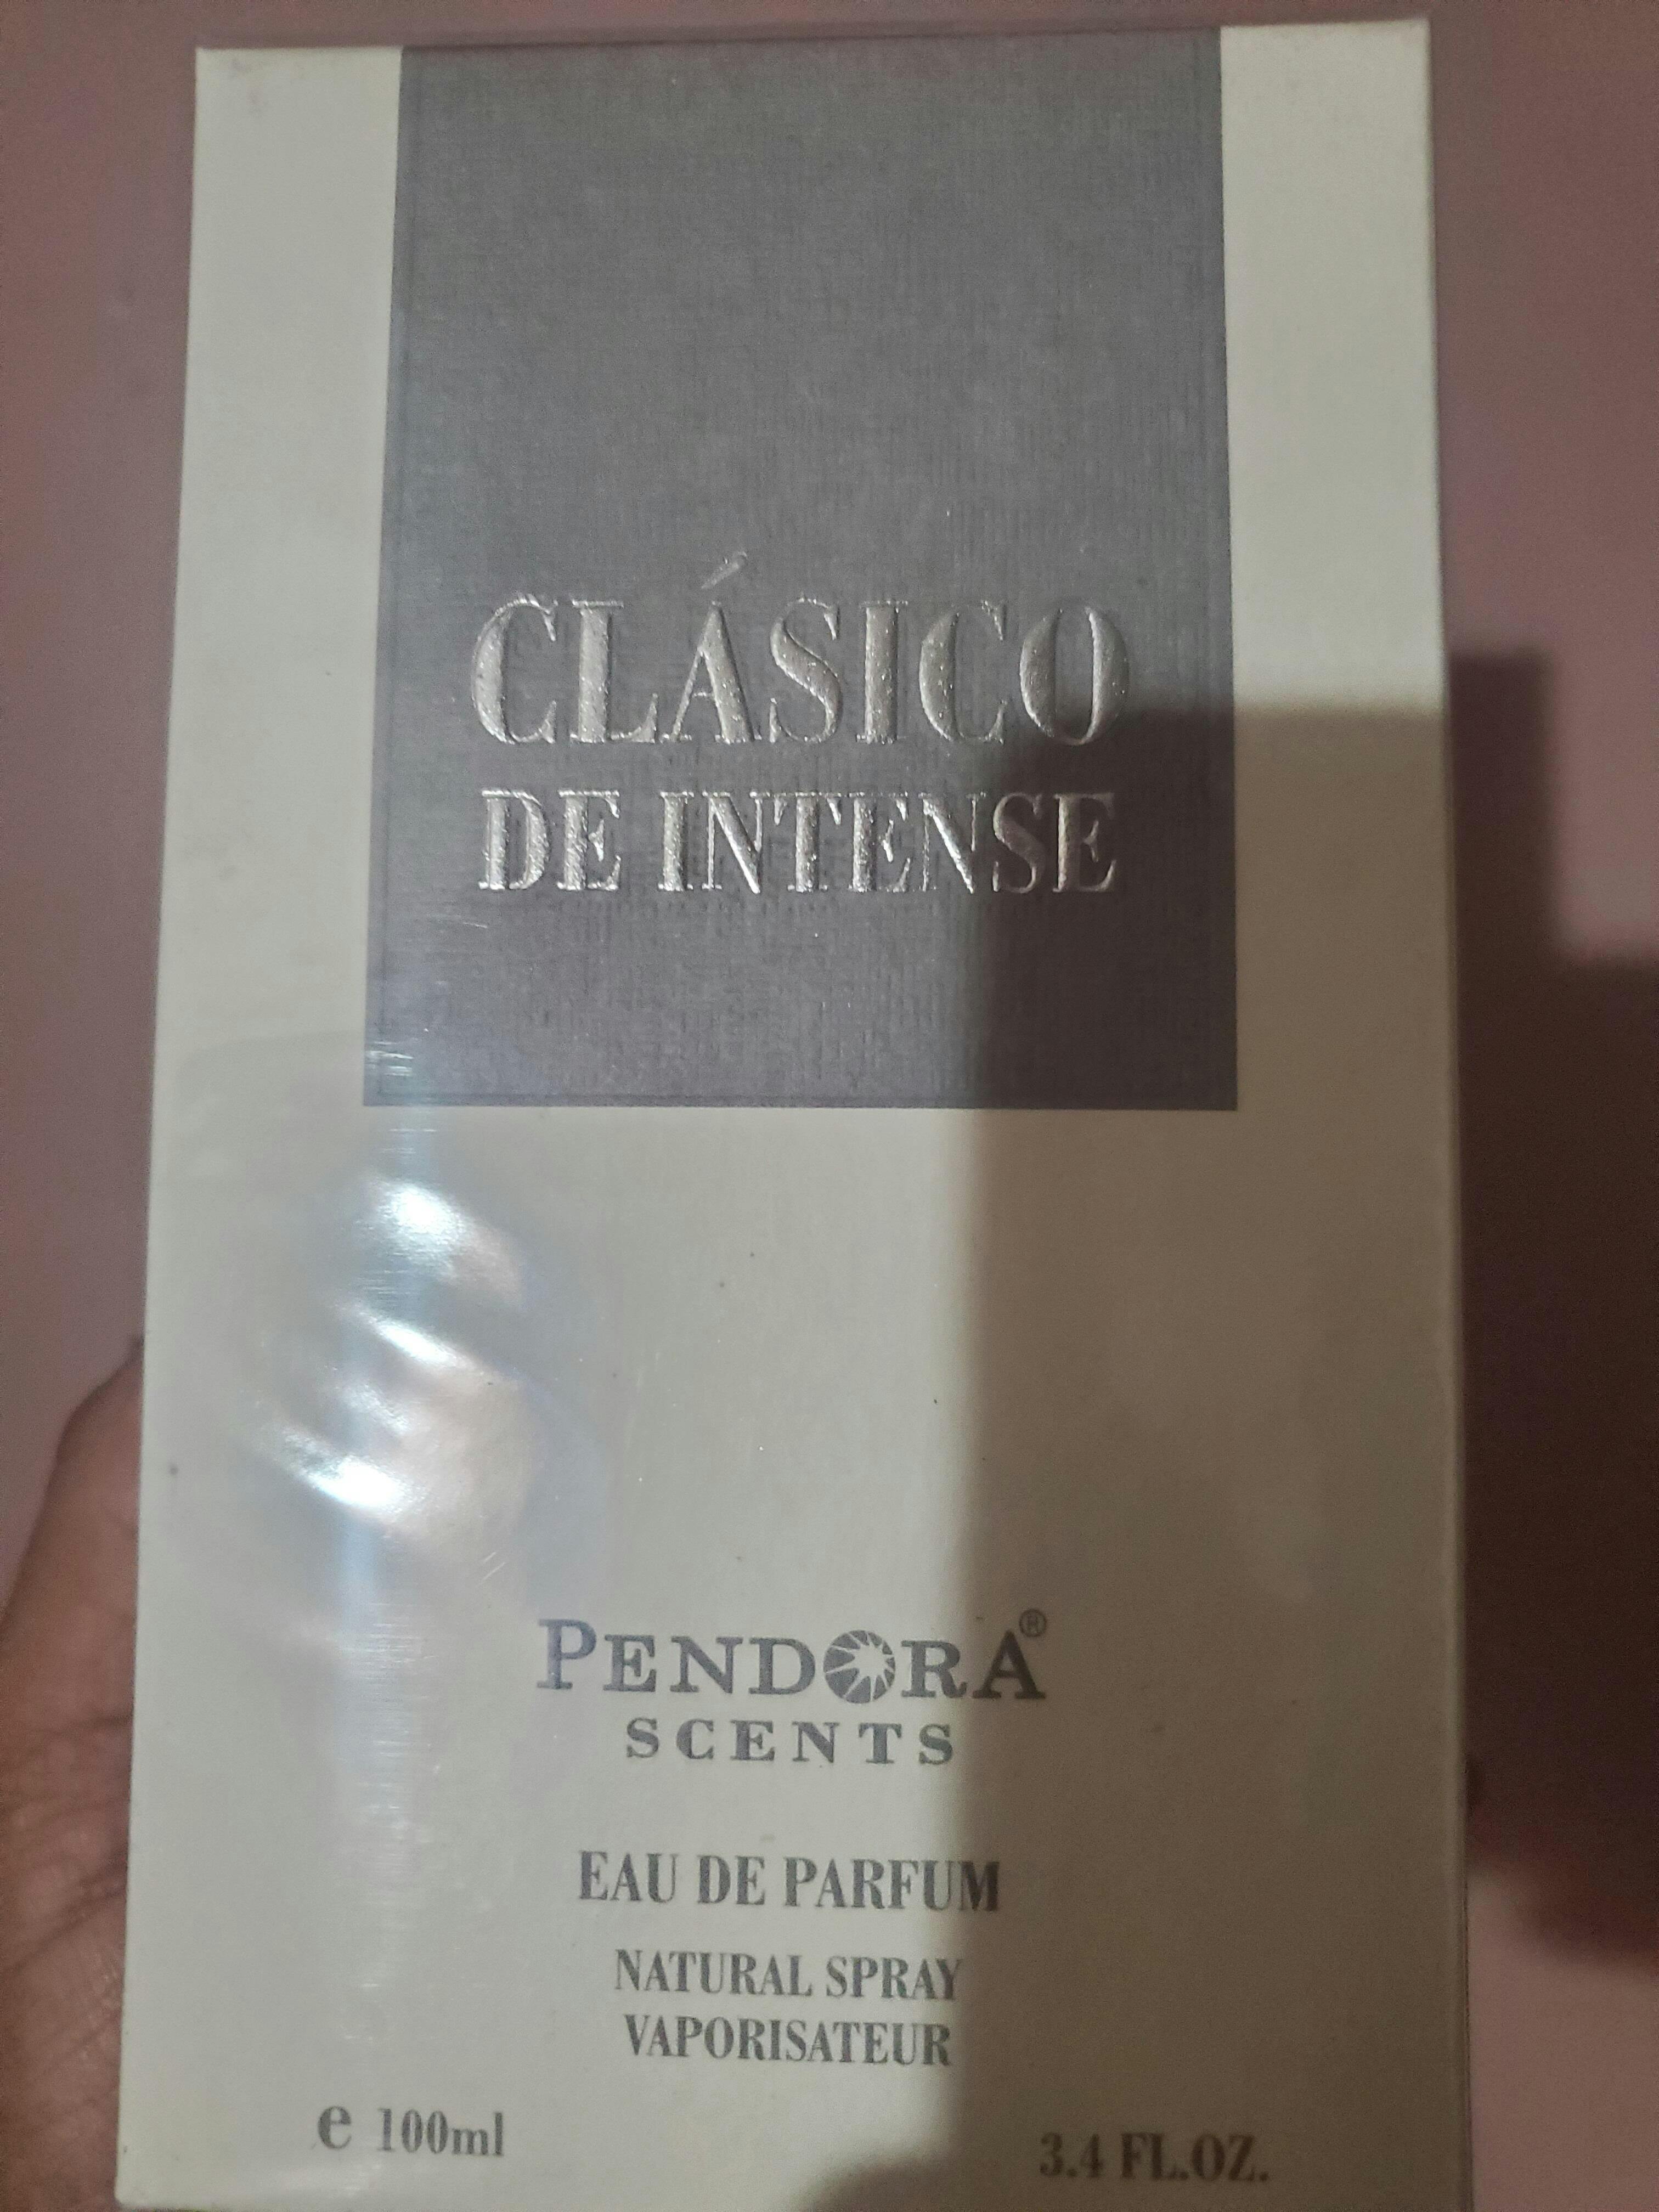 CLÁSICO
DE INTENSE
PENDORA®
SCENTS
EAU DE PARFUM
NATURAL SPRAY
VAPORISATEUR
e 100ml
3.4 FL.OZ.